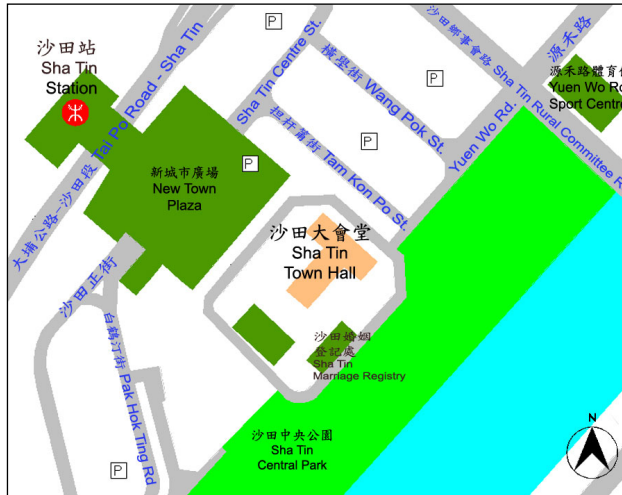 沙田站
Sha Tin
Station
大埔公路-沙田段 Tai Po Road - Sha Tin
新城市廣場
New Town
Plaza
P
Sha Tin Centre St.
P
橫壆街 Wang Pok St.
P
担杆莆街 Tam Kon Po St.
P
沙田鄉事會路 Sha Tin Rural Committee R
源禾路
Yuen Wo Rd.
源禾路體育
Yuen Wo Ro
Sport Centre
沙田大會堂
Sha Tin
Town Hall
沙田正街
白鶴汀街 Pak Hok Ting Rd
P
沙田婚姻
登記處
Sha Tin
Marriage Registry
沙田中央公園
Sha Tin
Central Park
N